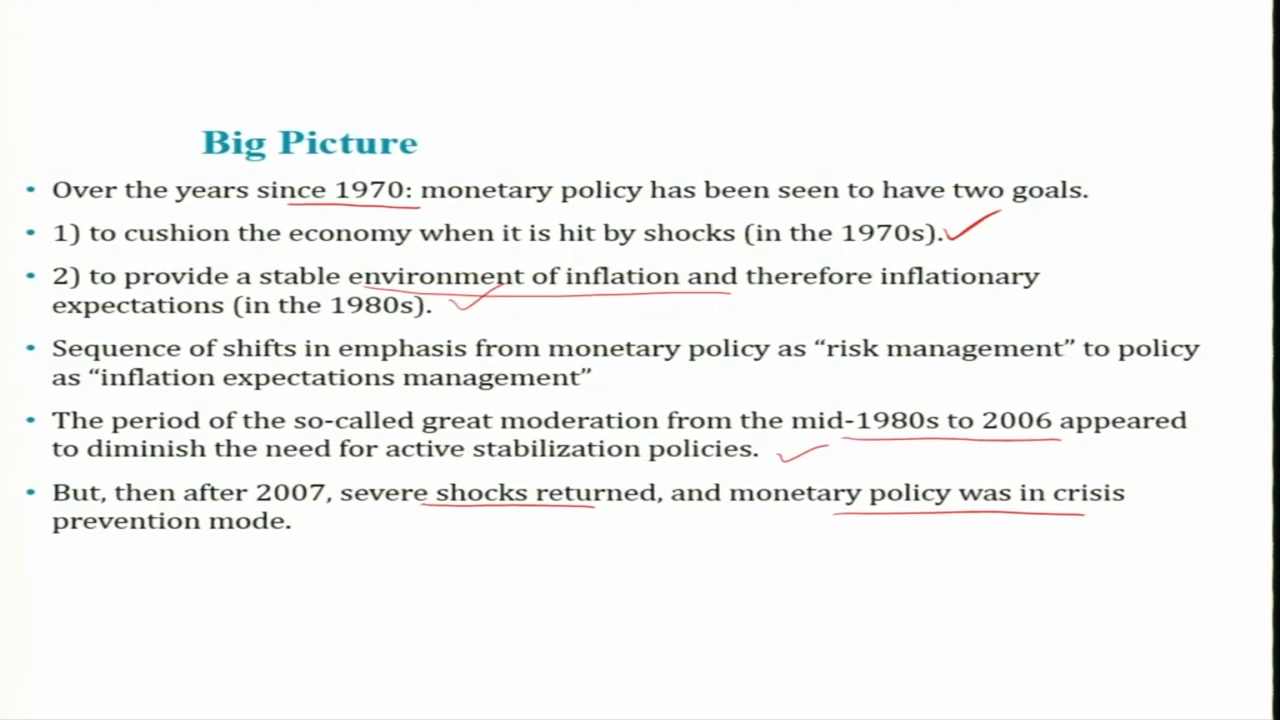 Big Picture
• Over the years since 1970: monetary policy has been seen to have two goals.
• 1) to cushion the economy when it is hit by shocks (in the 1970s).
• 2) to provide a stable environment of inflation and therefore inflationary
expectations (in the 1980s).
• Sequence of shifts in emphasis from monetary policy as “risk management” to policy
as “inflation expectations management”
• The period of the so-called great moderation from the mid-1980s to 2006 appeared
to diminish the need for active stabilization policies.
• But, then after 2007, severe shocks returned, and monetary policy was in crisis
prevention mode.